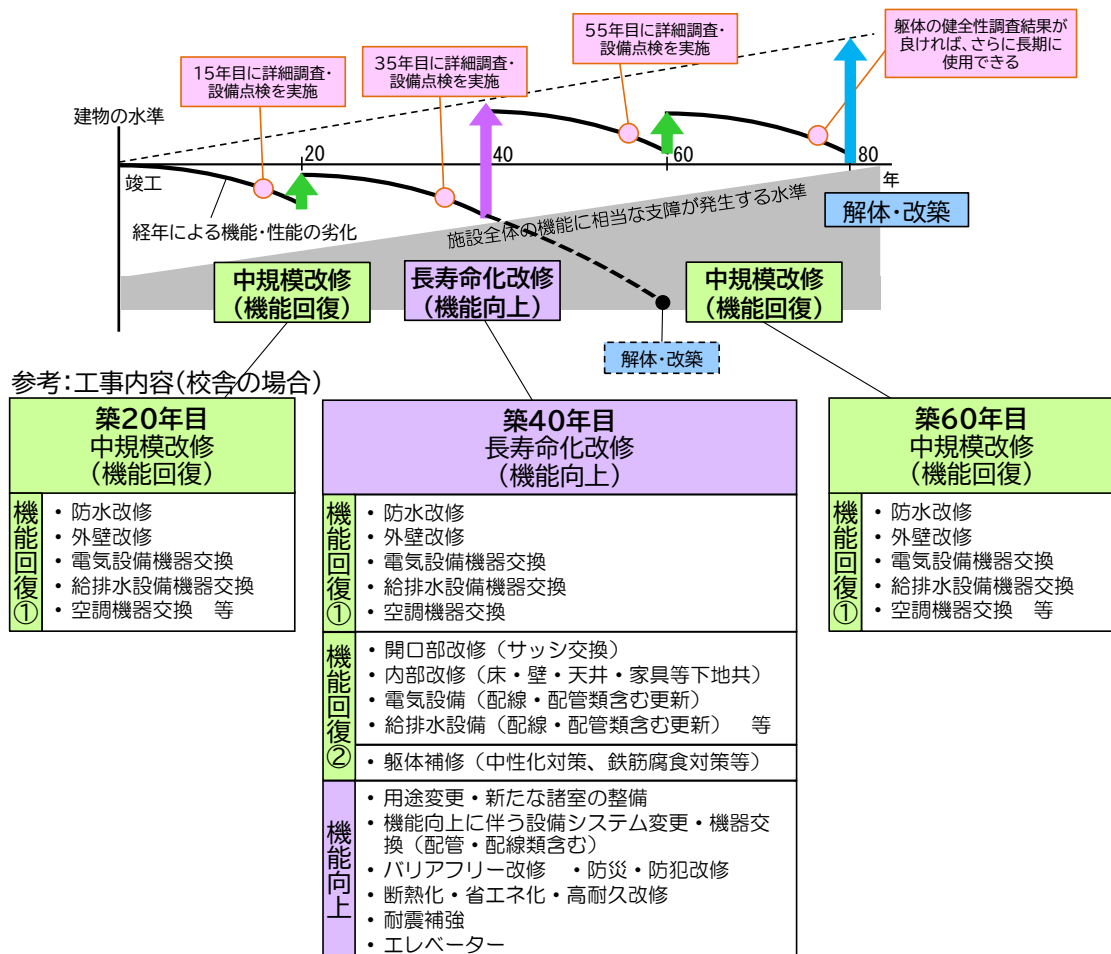 55年目に詳細調査・
設備点検を実施
躯体の健全性調査結果が
良ければ、さらに長期に
使用できる
35年目に詳細調査・
設備点検を実施
15年目に詳細調査・
設備点検を実施
建物の水準
20
40
60
80
竣工
年
経年による機能・性能の劣化
施設全体の機能に相当な支障が発生する水準
解体・改築
中規模改修
(機能回復)
長寿命化改修
(機能向上)
中規模改修
(機能回復)
解体・改築
参考:工事内容(校舎の場合)
築20年目
中規模改修
(機能回復)
機能回復①
・ 防水改修
・ 外壁改修
・ 電気設備機器交換
・ 給排水設備機器交換
・ 空調機器交換　等
築40年目
長寿命化改修
(機能向上)
機能回復①
・ 防水改修
・ 外壁改修
・ 電気設備機器交換
・ 給排水設備機器交換
・ 空調機器交換
機能回復②
・ 開口部改修（サッシ交換）
・ 内部改修（床・壁・天井・家具等下地共）
・ 電気設備（配線・配管類含む更新）
・ 給排水設備（配線・配管類含む更新）　等
・ 躯体補修（中性化対策、鉄筋腐食対策等）
機能向上
・ 用途変更・新たな諸室の整備
・ 機能向上に伴う設備システム変更・機器交
換（配管・配線類含む）
・ バリアフリー改修　・防災・防犯改修
・ 断熱化・省エネ化・高耐久改修
・ 耐震補強
・ エレベーター
築60年目
中規模改修
(機能回復)
機能回復①
・ 防水改修
・ 外壁改修
・ 電気設備機器交換
・ 給排水設備機器交換
・ 空調機器交換　等